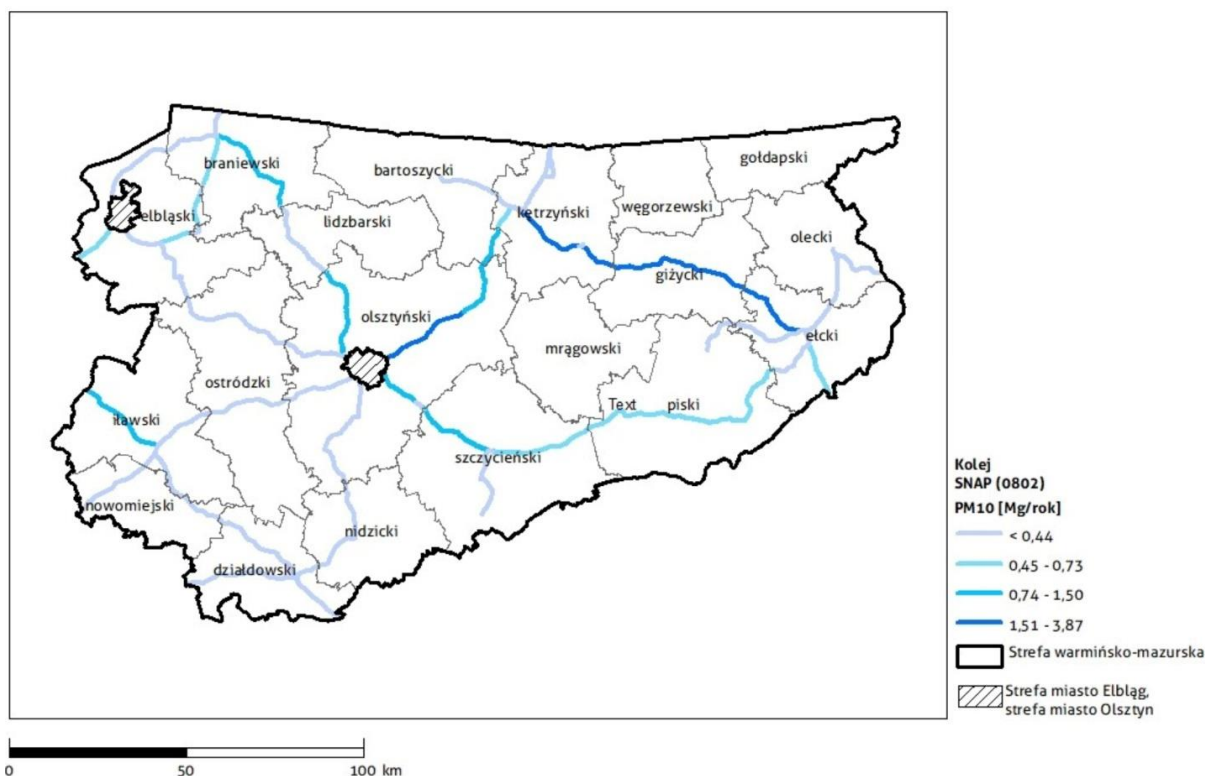 braniewski
bartoszycki
gołdapski
elbląski
lidzbarski
kętrzyński
węgorzewski
olecki
giżycki
olsztyński
ełcki
mrągowski
ostródzki
Text piski
iławski
szczycieński
nowomiejski
nidzicki
działdowski
Kolej
SNAP (0802)
PM10 [Mg/rok]
< 0,44
0,45 - 0,73
0,74 - 1,50
1,51 - 3,87
Strefa warmińsko-mazurska
Strefa miasto Elbląg,
strefa miasto Olsztyn
0 50 100 km